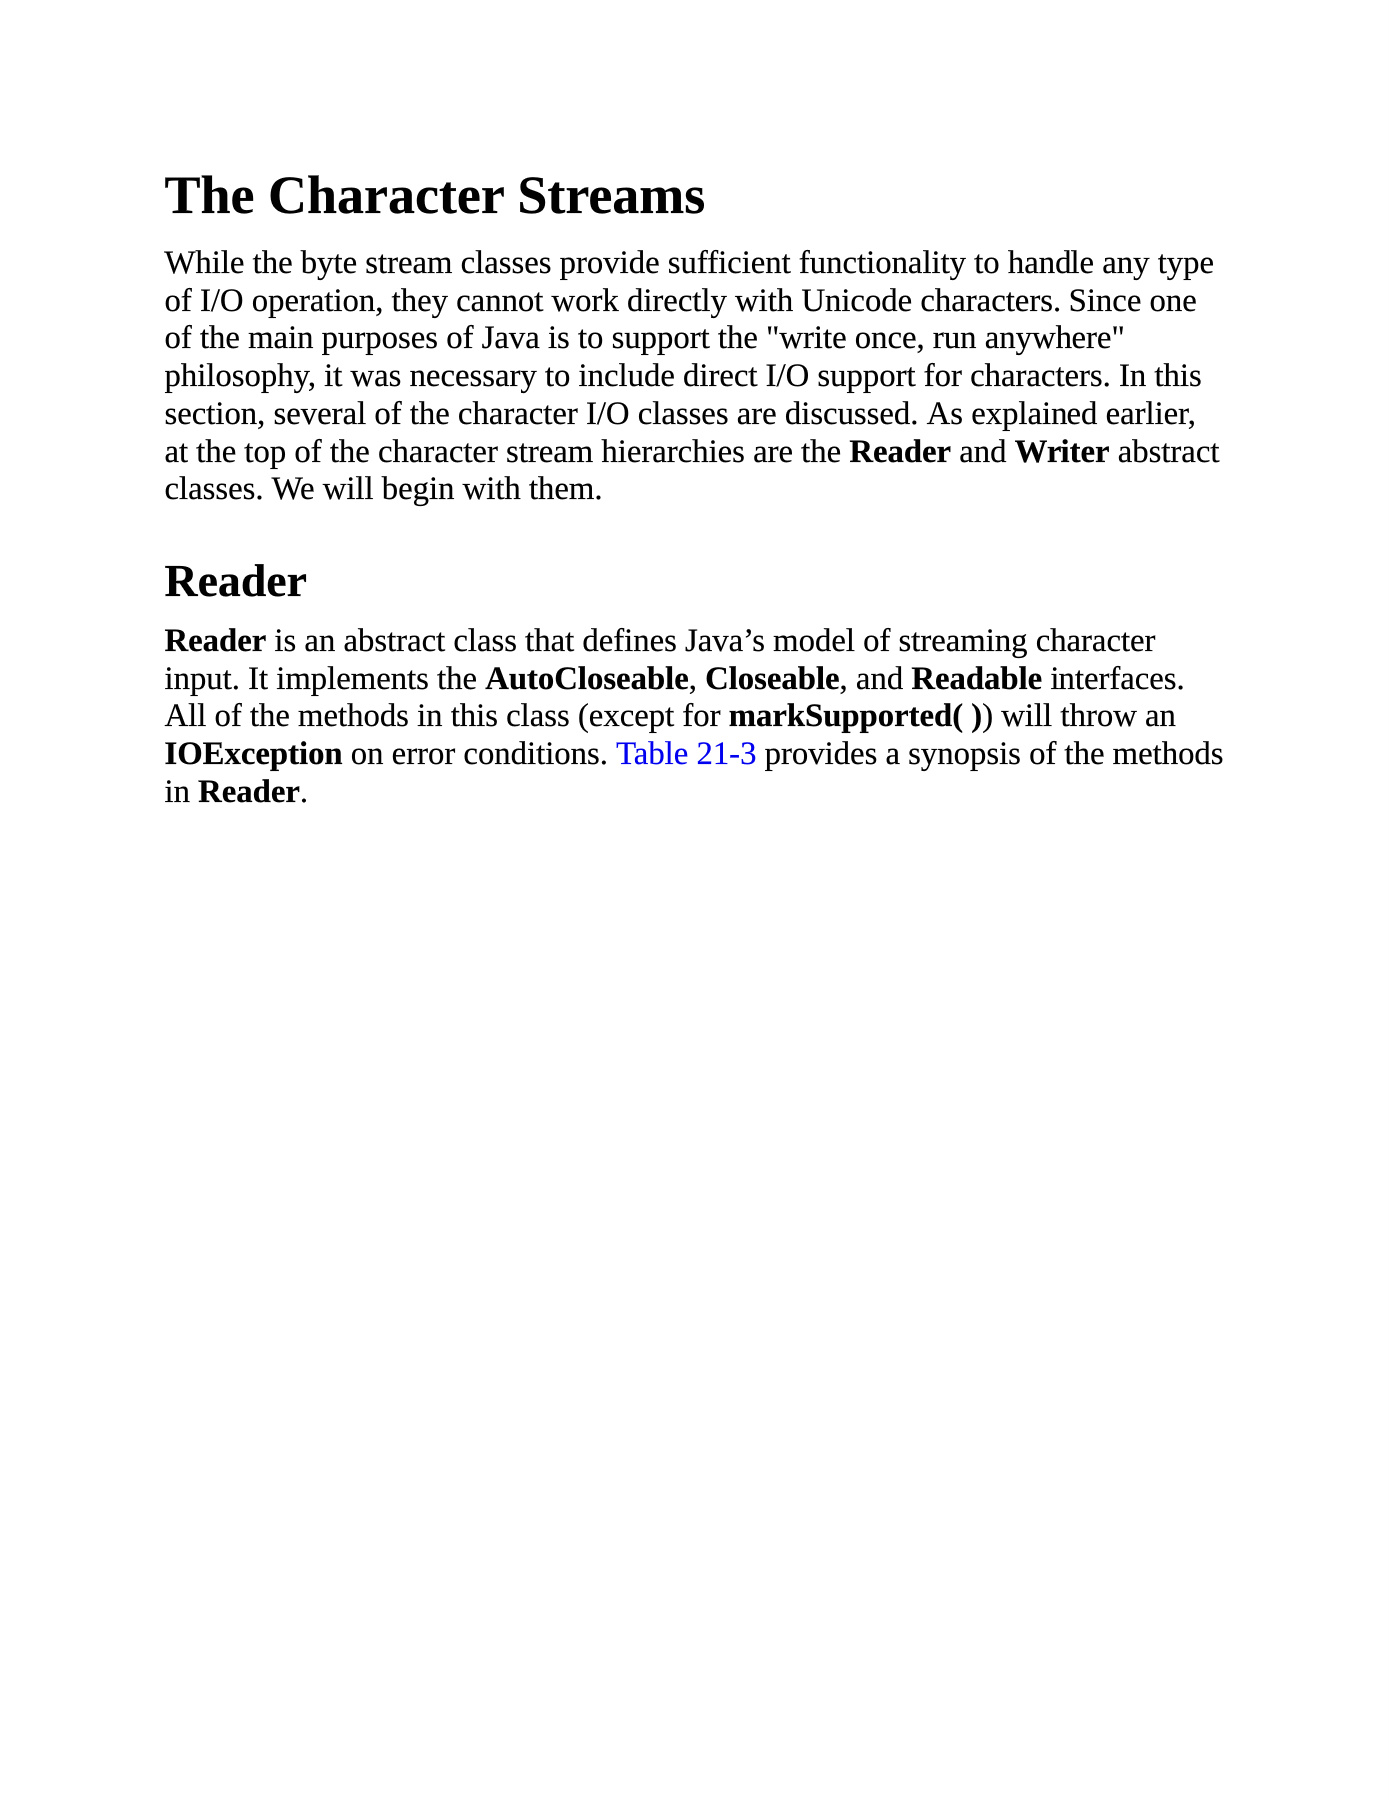 The Character Streams
While the byte stream classes provide sufficient functionality to handle any type
of I/O operation, they cannot work directly with Unicode characters. Since one
of the main purposes of Java is to support the "write once, run anywhere"
philosophy, it was necessary to include direct I/O support for characters. In this
section, several of the character I/O classes are discussed. As explained earlier,
at the top of the character stream hierarchies are the Reader and Writer abstract
classes. We will begin with them.
Reader
Reader is an abstract class that defines Java’s model of streaming character
input. It implements the AutoCloseable, Closeable, and Readable interfaces.
All of the methods in this class (except for markSupported( )) will throw an
IOException on error conditions. Table 21-3 provides a synopsis of the methods
in Reader.